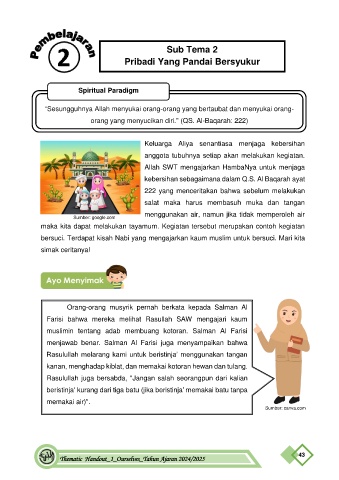 Pembelajaran
2
Sub Tema 2
Pribadi Yang Pandai Bersyukur
Spiritual Paradigm
"Sesungguhnya Allah menyukai orang-orang yang bertaubat dan menyukai orang-
orang yang menyucikan diri." (QS. Al-Baqarah: 222)
Keluarga Aliya senantiasa menjaga kebersihan
anggota tubuhnya setiap akan melakukan kegiatan.
Allah SWT mengajarkan HambaNya untuk menjaga
kebersihan sebagaimana dalam Q.S. Al Baqarah ayat
222 yang menceritakan bahwa sebelum melakukan
salat maka harus membasuh muka dan tangan
Sumber: google.com
menggunakan air, namun jika tidak memperoleh air
maka kita dapat melakukan tayamum. Kegiatan tersebut merupakan contoh kegiatan
bersuci. Terdapat kisah Nabi yang mengajarkan kaum muslim untuk bersuci. Mari kita
simak ceritanya!
Ayo Menyimak
Orang-orang musyrik pernah berkata kepada Salman Al
Farisi bahwa mereka melihat Rasullah SAW mengajari kaum
muslimin tentang adab membuang kotoran. Salman Al Farisi
menjawab benar. Salman Al Farisi juga menyampaikan bahwa
Rasulullah melarang kami untuk beristinja' menggunakan tangan
kanan, menghadap kiblat, dan memakai kotoran hewan dan tulang.
Rasulullah juga bersabda, "Jangan salah seorangpun dari kalian
beristinja' kurang dari tiga batu (jika beristinja' memakai batu tanpa
memakai air)".
Sumber: canva.com
Thematic Handout_1_Ourselves_Tahun Ajaran 2024/2025
43